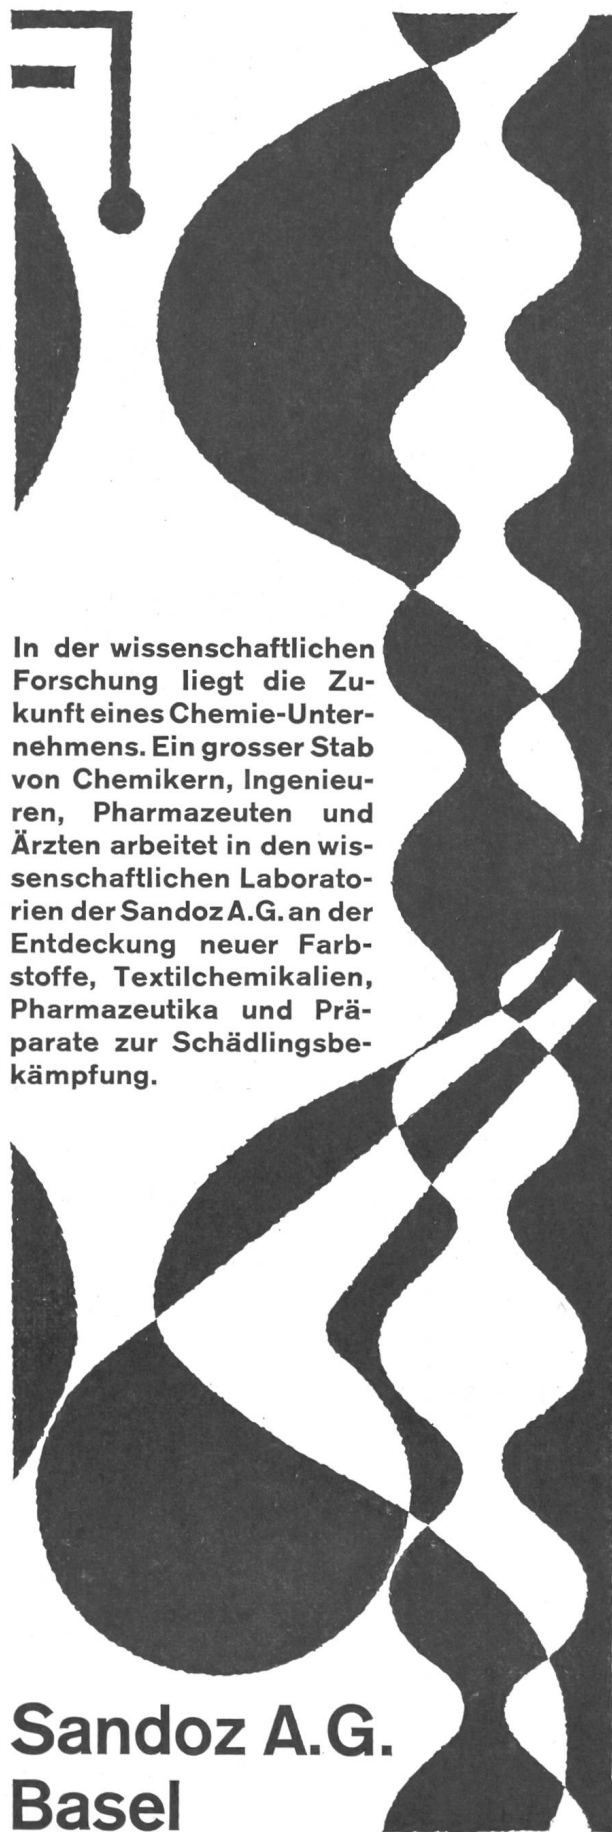 In der wissenschaftlichen
Forschung liegt die Zu-
kunft eines Chemie-Unter-
nehmens. Ein grosser Stab
von Chemikern, Ingenieu-
ren, Pharmazeuten und
Ärzten arbeitet in den wis-
senschaftlichen Laborato-
rien der Sandoz A.G. an der
Entdeckung neuer Farb-
stoffe, Textilchemikalien,
Pharmazeutika und Prä-
parate zur Schädlingsbe-
kämpfung.
Sandoz A.G.
Basel